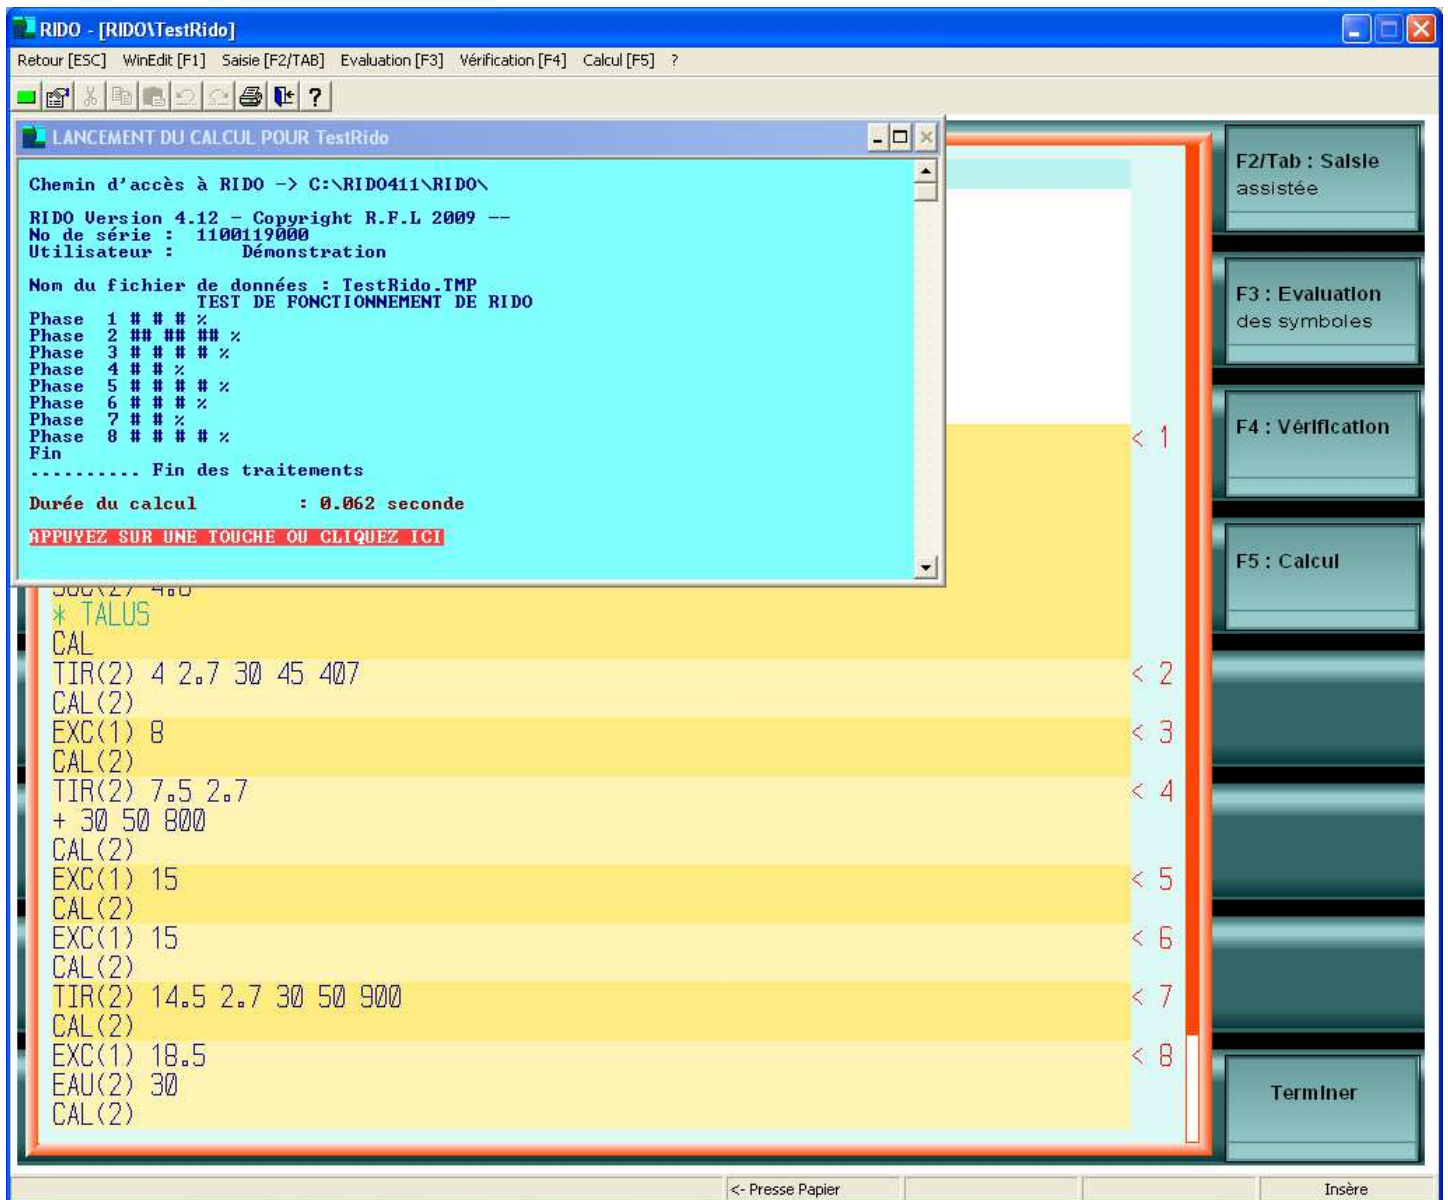 RIDO - [RIDO\TestRido]
Retour [ESC] WinEdit [F1] Saisie [F2/TAB] Evaluation [F3] Vérification [F4] Calcul [F5] ?
LANCEMENT DU CALCUL POUR TestRido
Chemin d'accès à RIDO -> C:\RIDO411\RIDO\
RIDO Version 4.12 - Copyright R.F.L 2009 --
No de série : 1100119000
Utilisateur : Démonstration
Nom du fichier de données : TestRido.TMP
TEST DE FONCTIONNEMENT DE RIDO
Phase 1 # # # %
Phase 2 ## ## ## %
Phase 3 # # # # %
Phase 4 # # %
Phase 5 # # # # %
Phase 6 # # # %
Phase 7 # # %
Phase 8 # # # # %
Fin
.......... Fin des traitements
Durée du calcul : 0.062 seconde
APPUYEZ SUR UNE TOUCHE OU CLIQUEZ ICI
< 1
* TALUS
CAL
TIR(2) 4 2.7 30 45 407 < 2
CAL(2)
EXC(1) 8 < 3
CAL(2)
TIR(2) 7.5 2.7 < 4
+ 30 50 800
CAL(2)
EXC(1) 15 < 5
CAL(2)
EXC(1) 15 < 6
CAL(2)
TIR(2) 14.5 2.7 30 50 900 < 7
CAL(2)
EXC(1) 18.5 < 8
EAU(2) 30
CAL(2)
F2/Tab : Saisie
assistée
F3 : Evaluation
des symboles
F4 : Vérification
F5 : Calcul
Terminer
<- Presse Papier
Insère